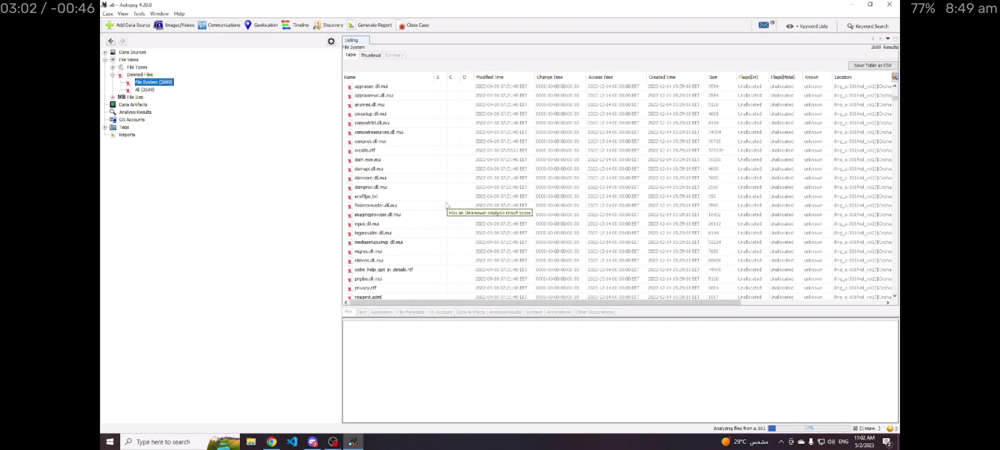 03:02 / -00:46
77% 8:49 am
ab - Autopsy 4.20.0
Case View Tools Window Help
Add Data Source Images/Videos Communications Geolocation Timeline Discovery Generate Report Close Case Keyword Lists Keyword Search
Listing
File System 2689 Results
Table Thumbnail Summary
Save Table as CSV
Data Sources
File Views
File Types
Deleted Files
File System (2689)
All (2689)
MB File Size
Data Artifacts
Analysis Results
OS Accounts
Tags
Reports
Name S C O Modified Time Change Time Access Time Created Time Size Flags(Dir) Flags(Meta) Known Location
appraiser.dll.mui 2022-09-08 07:21:48 EET 0000-00-00 00:00:00 2022-12-14 00:00:00 EET 2022-12-14 15:29:18 EET 3584 Unallocated Unallocated unknown /img_a.001/vol_vol2/$Orpha
appraiserwc.dll.mui 2022-09-08 07:21:48 EET 0000-00-00 00:00:00 2022-12-14 00:00:00 EET 2022-12-14 15:29:18 EET 3584 Unallocated Unallocated unknown /img_a.001/vol_vol2/$Orpha
arunres.dll.mui 2022-09-08 07:21:48 EET 0000-00-00 00:00:00 2022-12-14 00:00:00 EET 2022-12-14 15:29:18 EET 5120 Unallocated Unallocated unknown /img_a.001/vol_vol2/$Orpha
cmisetup.dll.mui 2022-09-08 07:21:48 EET 0000-00-00 00:00:00 2022-12-14 00:00:00 EET 2022-12-14 15:29:18 EET 4608 Unallocated Unallocated unknown /img_a.001/vol_vol2/$Orpha
compatctrl.dll.mui 2022-09-08 07:21:48 EET 0000-00-00 00:00:00 2022-12-14 00:00:00 EET 2022-12-14 15:29:18 EET 6144 Unallocated Unallocated unknown /img_a.001/vol_vol2/$Orpha
compatresources.dll.mui 2022-09-08 07:21:48 EET 0000-00-00 00:00:00 2022-12-14 00:00:00 EET 2022-12-14 15:29:18 EET 34304 Unallocated Unallocated unknown /img_a.001/vol_vol2/$Orpha
compres.dll.mui 2022-09-08 07:21:48 EET 0000-00-00 00:00:00 2022-12-14 00:00:00 EET 2022-12-14 15:29:18 EET 30720 Unallocated Unallocated unknown /img_a.001/vol_vol2/$Orpha
credits.rtf 2022-09-08 07:22:12 EET 0000-00-00 00:00:00 2022-12-14 00:00:00 EET 2022-12-14 15:29:18 EET Unallocated Unallocated unknown /img_a.001/vol_vol2/$Orpha
dism.exe.mui 2022-09-08 07:21:48 EET 0000-00-00 00:00:00 2022-12-14 00:00:00 EET 2022-12-14 15:29:18 EET 30208 Unallocated Unallocated unknown /img_a.001/vol_vol2/$Orpha
dismapi.dll.mui 2022-09-08 07:21:48 EET 0000-00-00 00:00:00 2022-12-14 00:00:00 EET 2022-12-14 15:29:18 EET 4608 Unallocated Unallocated unknown /img_a.001/vol_vol2/$Orpha
dismcore.dll.mui 2022-09-08 07:21:48 EET 0000-00-00 00:00:00 2022-12-14 00:00:00 EET 2022-12-14 15:29:18 EET 7680 Unallocated Unallocated unknown /img_a.001/vol_vol2/$Orpha
dismprov.dll.mui 2022-09-08 07:21:48 EET 0000-00-00 00:00:00 2022-12-14 00:00:00 EET 2022-12-14 15:29:18 EET 2560 Unallocated Unallocated unknown /img_a.001/vol_vol2/$Orpha
erofflps.txt 2022-09-08 07:21:48 EET 0000-00-00 00:00:00 2022-12-14 00:00:00 EET 2022-12-14 15:29:18 EET 392 Unallocated Unallocated unknown /img_a.001/vol_vol2/$Orpha
folderprovider.dll.mui 2022-09-08 07:21:48 EET 0000-00-00 00:00:00 2022-12-14 00:00:00 EET 2022-12-14 15:29:18 EET 2560 Unallocated Unallocated unknown /img_a.001/vol_vol2/$Orpha
Has an Unknown analysis result score
imagingprovider.dll.mui 0000-00-00 00:00:00 2022-12-14 00:00:00 EET 2022-12-14 15:29:18 EET 18432 Unallocated Unallocated unknown /img_a.001/vol_vol2/$Orpha
input.dll.mui 2022-09-08 07:21:48 EET 0000-00-00 00:00:00 2022-12-14 00:00:00 EET 2022-12-14 15:29:18 EET 26112 Unallocated Unallocated unknown /img_a.001/vol_vol2/$Orpha
logprovider.dll.mui 2022-09-08 07:21:48 EET 0000-00-00 00:00:00 2022-12-14 00:00:00 EET 2022-12-14 15:29:18 EET 6144 Unallocated Unallocated unknown /img_a.001/vol_vol2/$Orpha
mediasetupuimgr.dll.mui 2022-09-08 07:21:48 EET 0000-00-00 00:00:00 2022-12-14 00:00:00 EET 2022-12-14 15:29:18 EET 52224 Unallocated Unallocated unknown /img_a.001/vol_vol2/$Orpha
migres.dll.mui 2022-09-08 07:21:48 EET 0000-00-00 00:00:00 2022-12-14 00:00:00 EET 2022-12-14 15:29:18 EET 7680 Unallocated Unallocated unknown /img_a.001/vol_vol2/$Orpha
nlsbres.dll.mui 2022-09-08 07:21:48 EET 0000-00-00 00:00:00 2022-12-14 00:00:00 EET 2022-12-14 15:29:18 EET 68608 Unallocated Unallocated unknown /img_a.001/vol_vol2/$Orpha
oobe_help_opt_in_details.rtf 2022-09-08 07:21:48 EET 0000-00-00 00:00:00 2022-12-14 00:00:00 EET 2022-12-14 15:29:18 EET Unallocated Unallocated unknown /img_a.001/vol_vol2/$Orpha
pnpibs.dll.mui 2022-09-08 07:21:48 EET 0000-00-00 00:00:00 2022-12-14 00:00:00 EET 2022-12-14 15:29:18 EET 5120 Unallocated Unallocated unknown /img_a.001/vol_vol2/$Orpha
privacy.rtf 2022-09-08 07:21:48 EET 0000-00-00 00:00:00 2022-12-14 00:00:00 EET 2022-12-14 15:29:18 EET 1604 Unallocated Unallocated unknown /img_a.001/vol_vol2/$Orpha
reagent.adml 2022-09-08 07:21:48 EET 0000-00-00 00:00:00 2022-12-14 00:00:00 EET 2022-12-14 15:29:18 EET 1817 Unallocated Unallocated unknown /img_a.001/vol_vol2/$Orpha
Hex Text Application File Metadata OS Account Data Artifacts Analysis Results Context Annotations Other Occurrences
Analyzing files from a.001 11% (3 more...) 2
Type here to search
29°C مشمس ENG 11:02 AM
5/2/2023
2